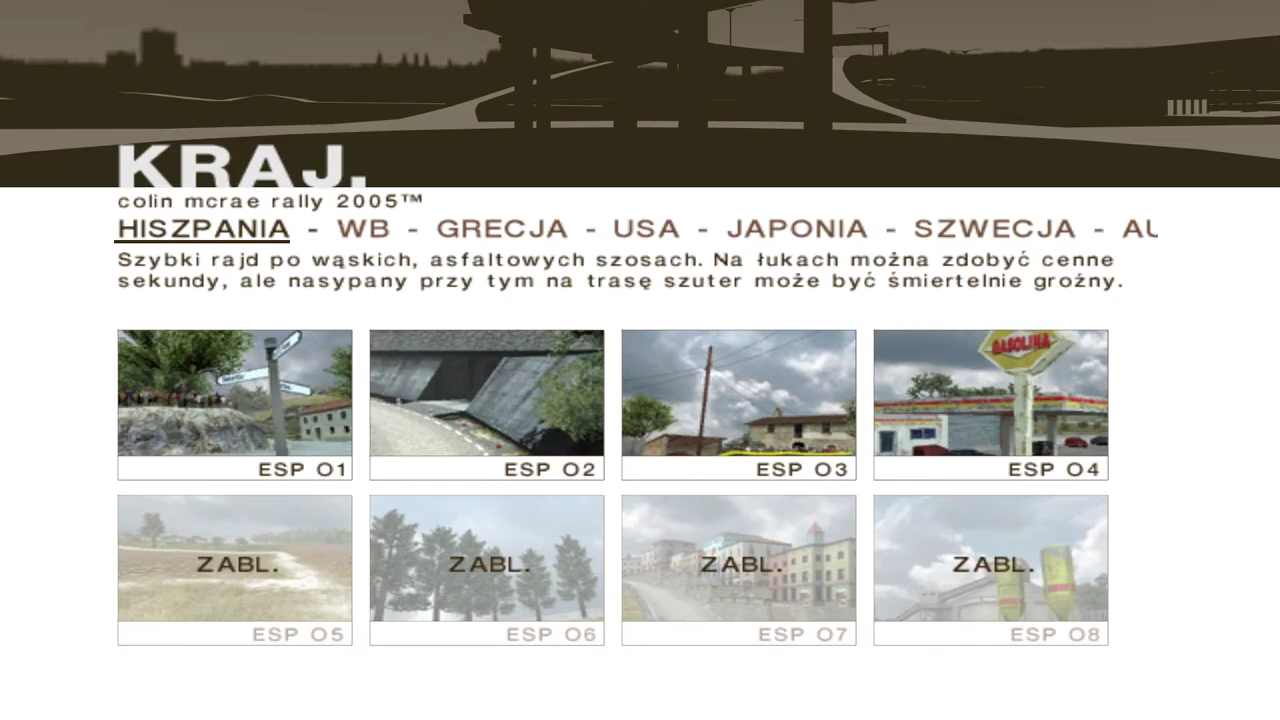 KRAJ.
colin mcrae rally 2005™
HISZPANIA - WB - GRECJA - USA - JAPONIA - SZWECJA - AU
Szybki rajd po wąskich, asfaltowych szosach. Na łukach można zdobyć cenne
sekundy, ale nasypany przy tym na trasę szuter może być śmiertelnie groźny.
GASOLINA
ESP 01 ESP 02 ESP 03 ESP 04
ZABL. ZABL. ZABL. ZABL.
ESP 05 ESP 06 ESP 07 ESP 08